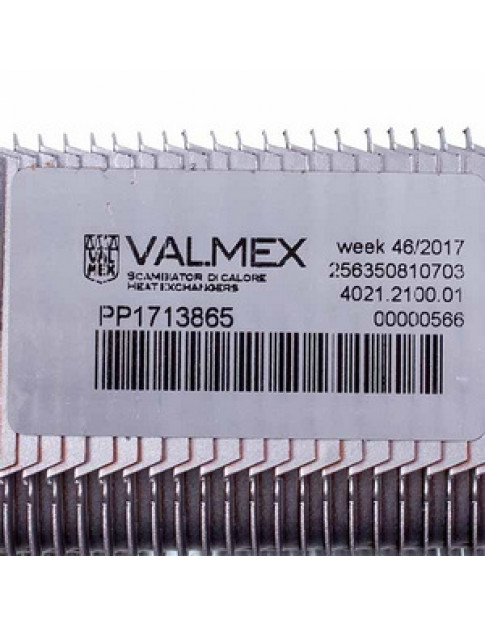 VAL
MEX
VALMEX
SCAMBIATORI DI CALORE
HEAT EXCHANGERS
PP1713865
week 46/2017
256350810703
4021.2100.01
00000566